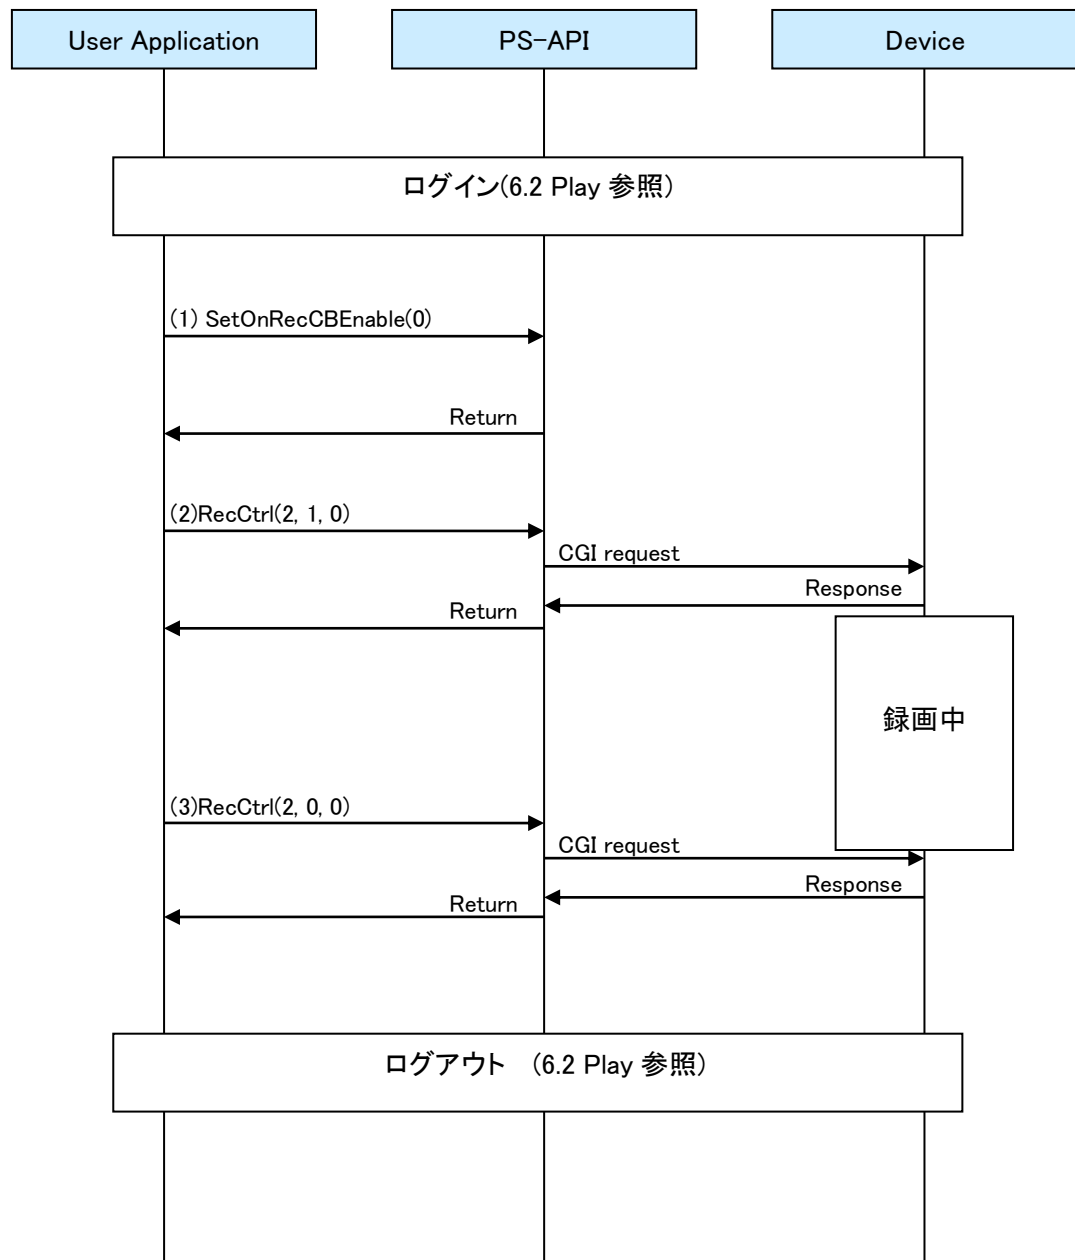 User Application
PS-API
Device
ログイン(6.2 Play 参照)
(1) SetOnRecCBEnable(0)
Return
(2)RecCtrl(2, 1, 0)
CGI request
Response
Return
録画中
(3)RecCtrl(2, 0, 0)
CGI request
Response
Return
ログアウト　(6.2 Play 参照)